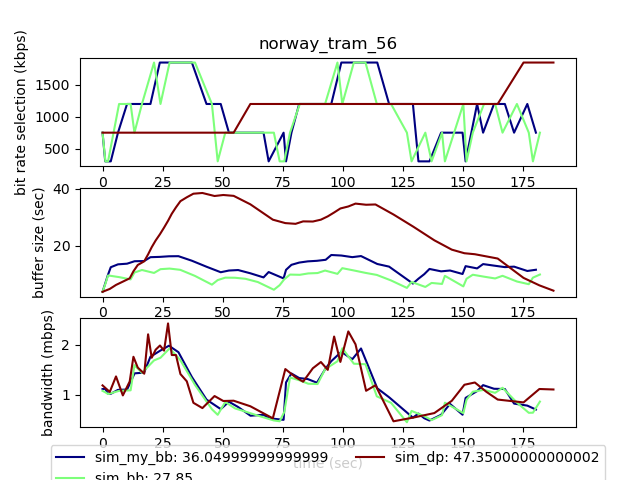 norway_tram_56
bit rate selection (kbps)
1500
1000
500
0 25 50 75 100 125 150 175
buffer size (sec)
40
20
0 25 50 75 100 125 150 175
bandwidth (mbps)
2
1
0 25 50 75 100 125 150 175
time (sec)
sim_my_bb: 36.04999999999999
sim_bb: 27.85
sim_dp: 47.35000000000002